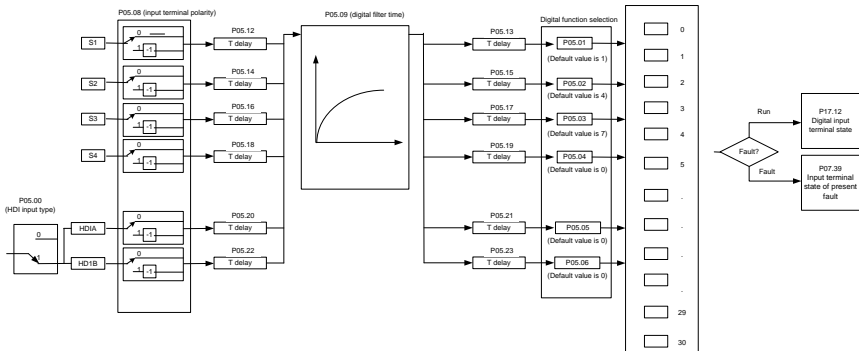 P05.08 (input terminal polarity)
P05.12
P05.09 (digital filter time)
P05.13
Digital function selection
S1
0
1
-1
T delay
T delay
P05.01
(Default value is 1)
0
1
P05.14
P05.15
S2
0
1
-1
T delay
T delay
P05.02
(Default value is 4)
2
P05.16
P05.17
S3
0
1
-1
T delay
T delay
P05.03
(Default value is 7)
3
4
P05.18
P05.19
S4
0
1
-1
T delay
T delay
P05.04
(Default value is 0)
5
Run
Fault?
Fault
P17.12
Digital input
terminal state
P07.39
Input terminal
state of present
fault
P05.00
(HDI input type)
0
1
P05.20
P05.21
HDIA
0
1
-1
T delay
T delay
P05.05
(Default value is 0)
.
.
P05.22
P05.23
HD1B
0
1
-1
T delay
T delay
P05.06
(Default value is 0)
.
.
29
30